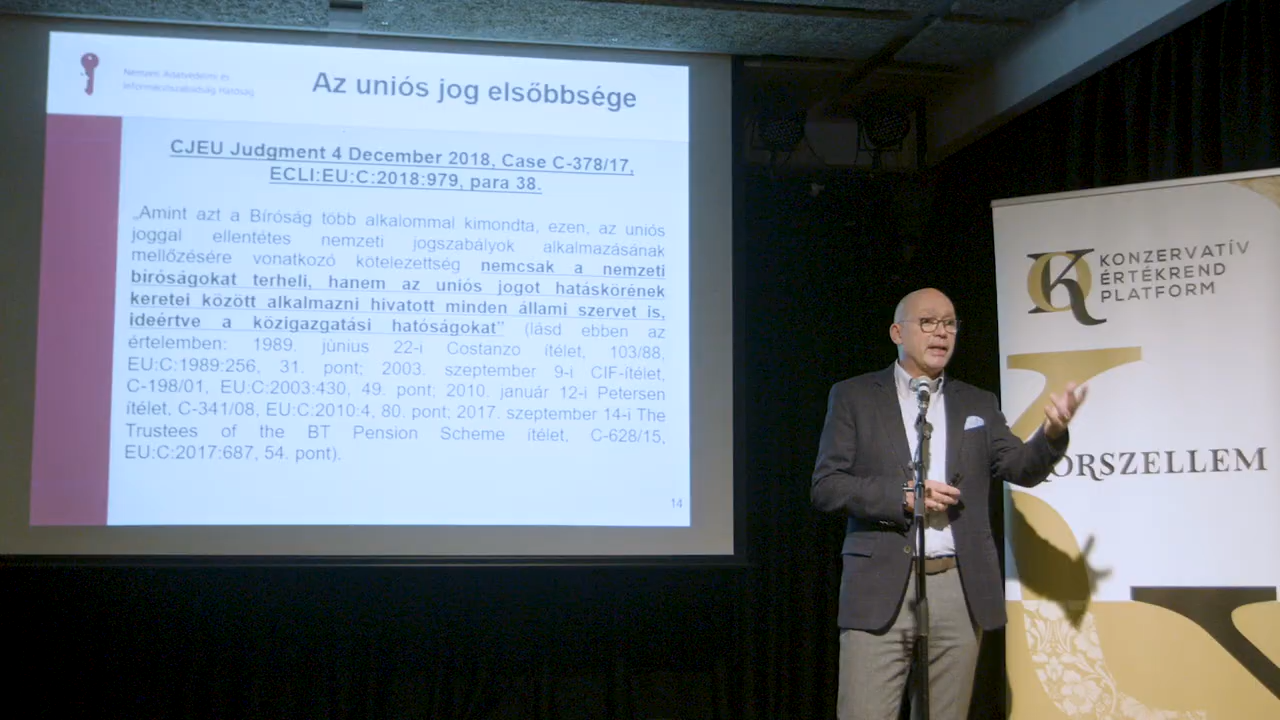 Nemzeti Adatvédelmi és
Információszabadság Hatóság
Az uniós jog elsőbbsége
CJEU Judgment 4 December 2018, Case C-378/17,
ECLI:EU:C:2018:979, para 38.
„Amint azt a Bíróság több alkalommal kimondta, ezen, az uniós
joggal ellentétes nemzeti jogszabályok alkalmazásának
mellőzésére vonatkozó kötelezettség nemcsak a nemzeti
bíróságokat terheli, hanem az uniós jogot hatáskörének
keretei között alkalmazni hivatott minden állami szervet is,
ideértve a közigazgatási hatóságokat” (lásd ebben az
értelemben: 1989. június 22-i Costanzo ítélet, 103/88,
EU:C:1989:256, 31. pont; 2003. szeptember 9-i CIF-ítélet,
C-198/01, EU:C:2003:430, 49. pont; 2010. január 12-i Petersen
ítélet, C-341/08, EU:C:2010:4, 80. pont; 2017. szeptember 14-i The
Trustees of the BT Pension Scheme ítélet, C-628/15,
EU:C:2017:687, 54. pont).
14
KONZERVATÍV
ÉRTÉKREND
PLATFORM
KORSZELLEM